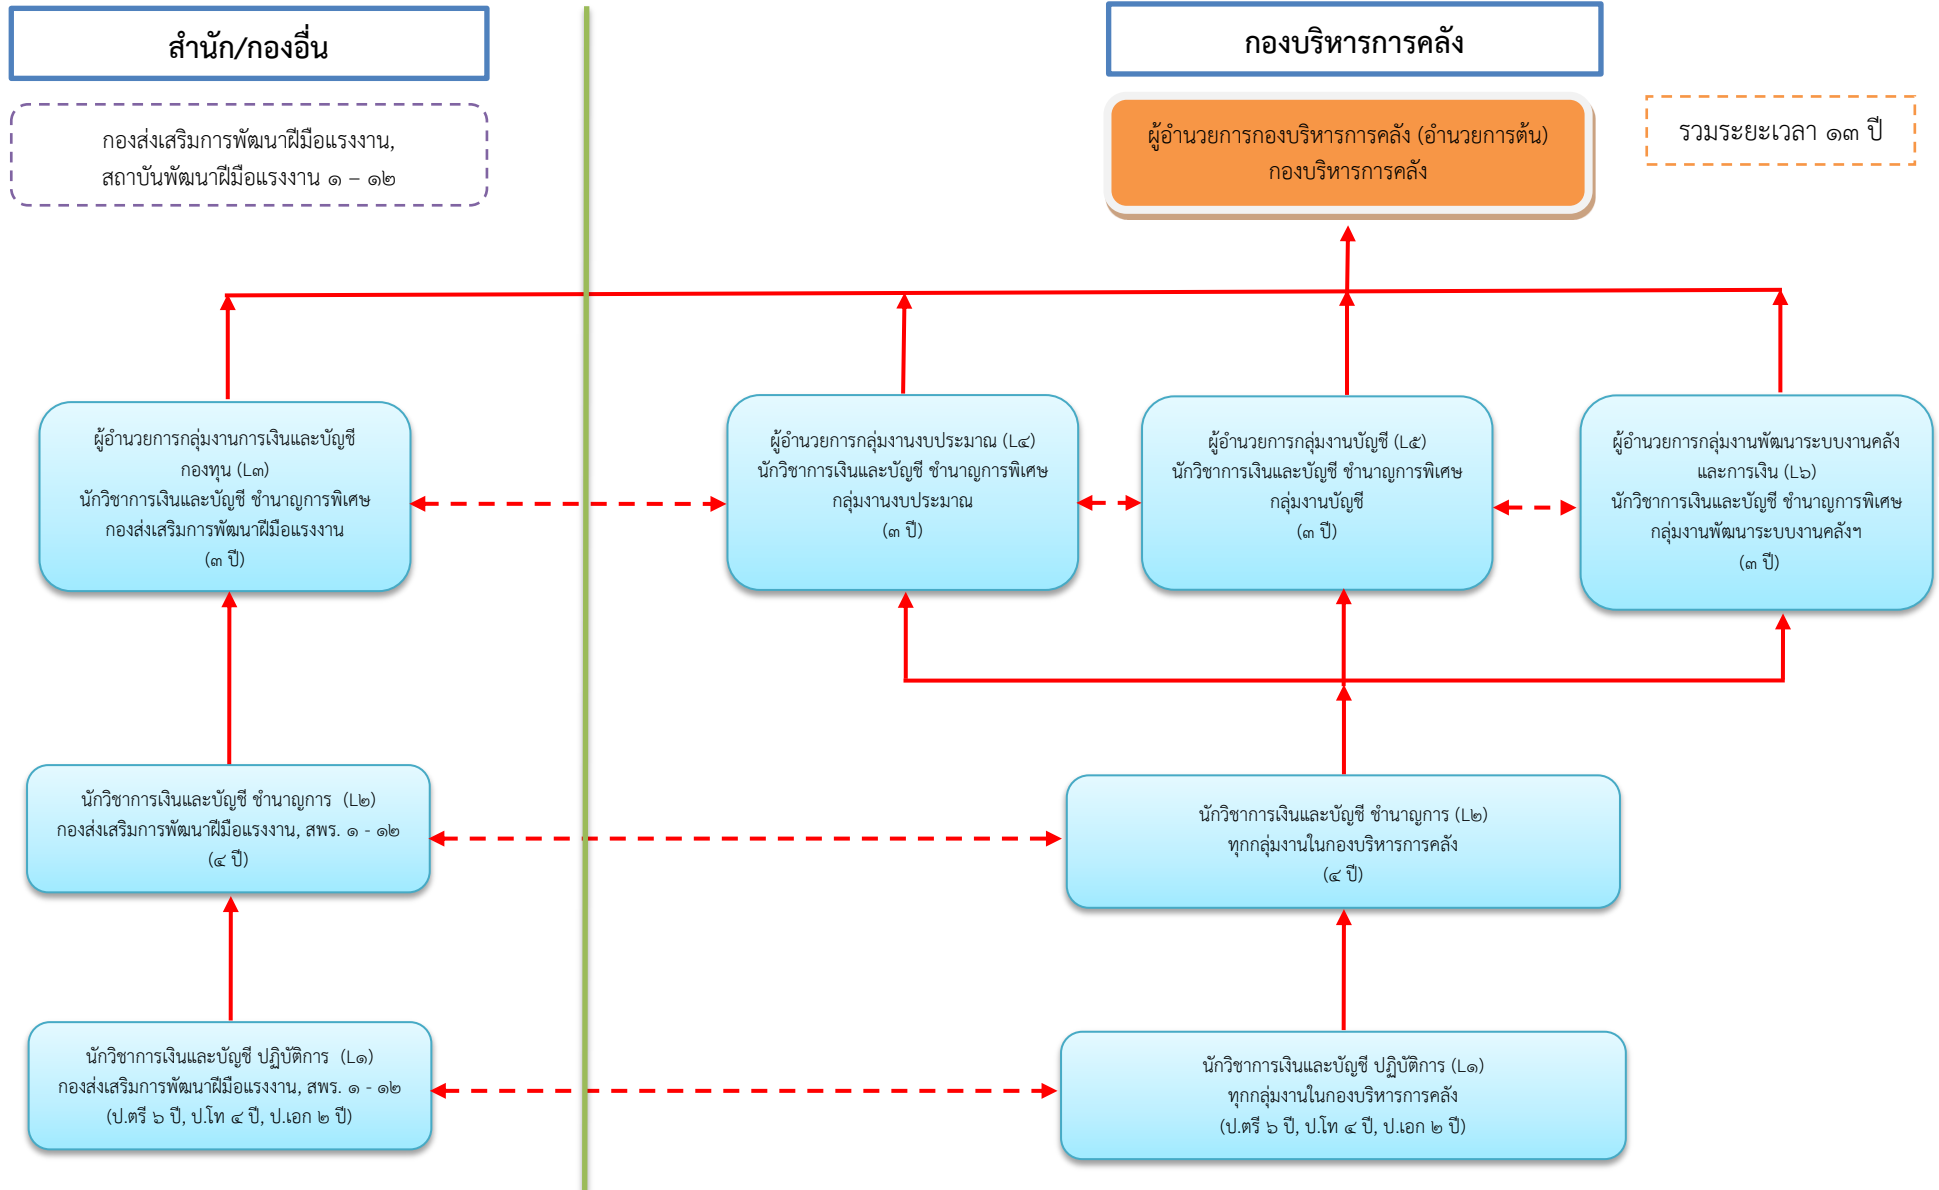 สำนัก/กองอื่น
กองบริหารการคลัง
กองส่งเสริมการพัฒนาฝีมือแรงงาน,
สถาบันพัฒนาฝีมือแรงงาน ๑ – ๑๒
ผู้อำนวยการกองบริหารการคลัง (อำนวยการต้น)
กองบริหารการคลัง
รวมระยะเวลา ๑๓ ปี
ผู้อำนวยการกลุ่มงานการเงินและบัญชี
กองทุน (L๓)
นักวิชาการเงินและบัญชี ชำนาญการพิเศษ
กองส่งเสริมการพัฒนาฝีมือแรงงาน
(๓ ปี)
ผู้อำนวยการกลุ่มงานงบประมาณ (L๔)
นักวิชาการเงินและบัญชี ชำนาญการพิเศษ
กลุ่มงานงบประมาณ
(๓ ปี)
ผู้อำนวยการกลุ่มงานบัญชี (L๕)
นักวิชาการเงินและบัญชี ชำนาญการพิเศษ
กลุ่มงานบัญชี
(๓ ปี)
ผู้อำนวยการกลุ่มงานพัฒนาระบบงานคลัง
และการเงิน (L๖)
นักวิชาการเงินและบัญชี ชำนาญการพิเศษ
กลุ่มงานพัฒนาระบบงานคลังฯ
(๓ ปี)
นักวิชาการเงินและบัญชี ชำนาญการ (L๒)
กองส่งเสริมการพัฒนาฝีมือแรงงาน, สพร. ๑ - ๑๒
(๔ ปี)
นักวิชาการเงินและบัญชี ชำนาญการ (L๒)
ทุกกลุ่มงานในกองบริหารการคลัง
(๔ ปี)
นักวิชาการเงินและบัญชี ปฏิบัติการ (L๑)
กองส่งเสริมการพัฒนาฝีมือแรงงาน, สพร. ๑ - ๑๒
(ป.ตรี ๖ ปี, ป.โท ๔ ปี, ป.เอก ๒ ปี)
นักวิชาการเงินและบัญชี ปฏิบัติการ (L๑)
ทุกกลุ่มงานในกองบริหารการคลัง
(ป.ตรี ๖ ปี, ป.โท ๔ ปี, ป.เอก ๒ ปี)